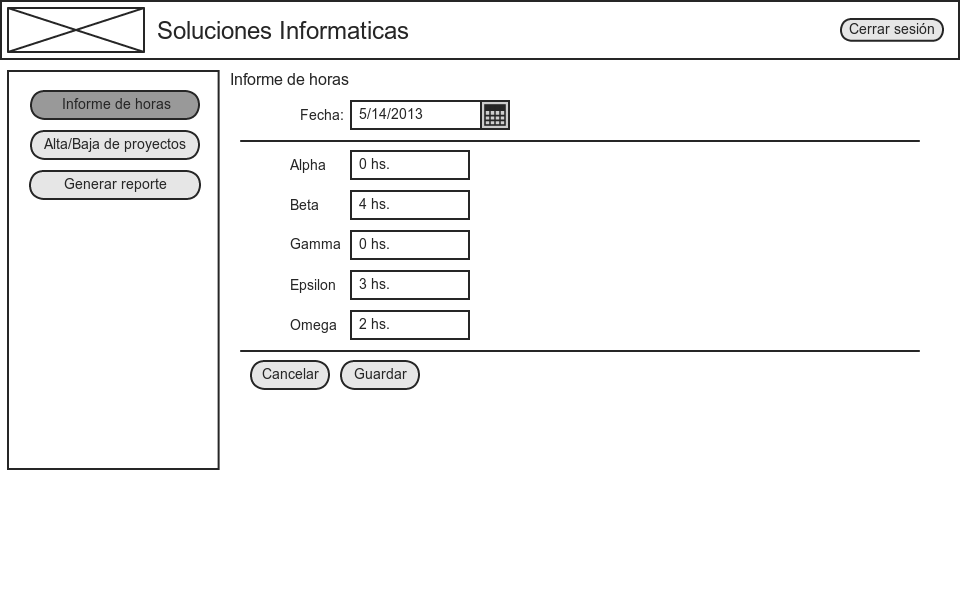 Soluciones Informaticas
Cerrar sesión
Informe de horas
Alta/Baja de proyectos
Generar reporte
Informe de horas
Fecha: 5/14/2013
Alpha 0 hs.
Beta 4 hs.
Gamma 0 hs.
Epsilon 3 hs.
Omega 2 hs.
Cancelar Guardar